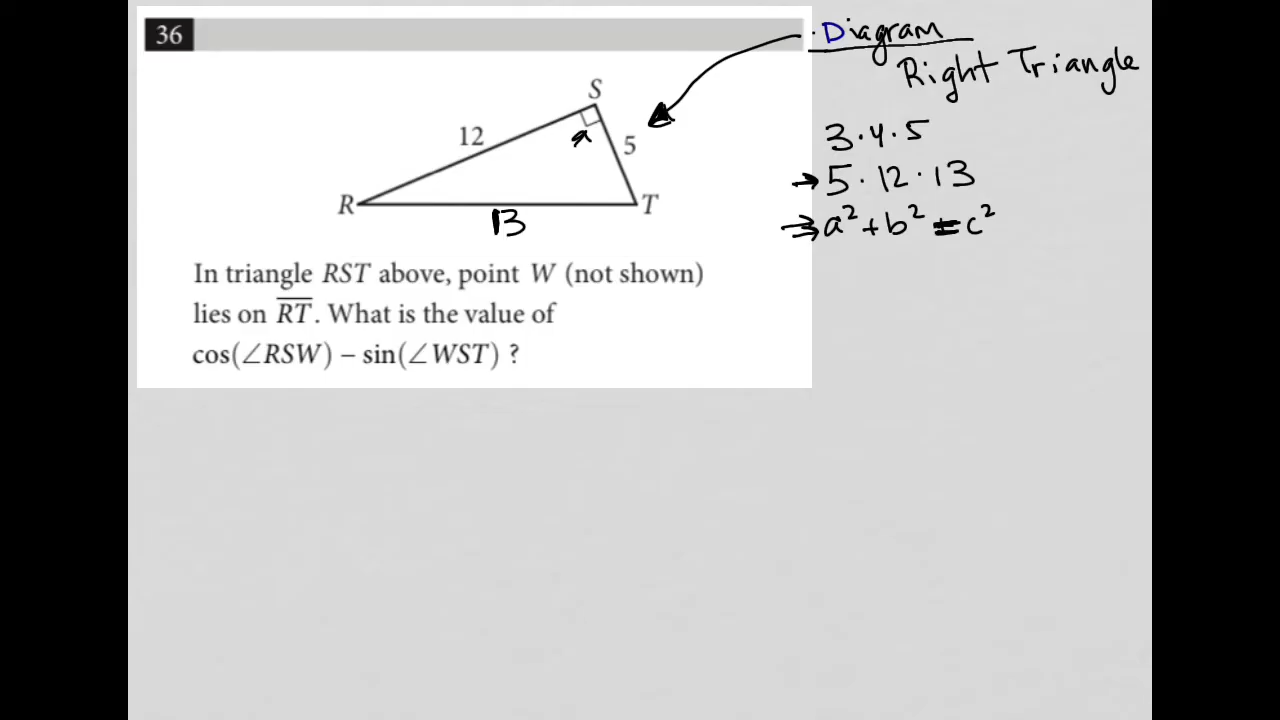 36
Diagram
Right Triangle
S
12
a
5
R
13
T
3·4·5
5·12·13
a² + b² = c²
In triangle RST above, point W (not shown)
lies on R͞T͞. What is the value of
cos(∠RSW) – sin(∠WST) ?